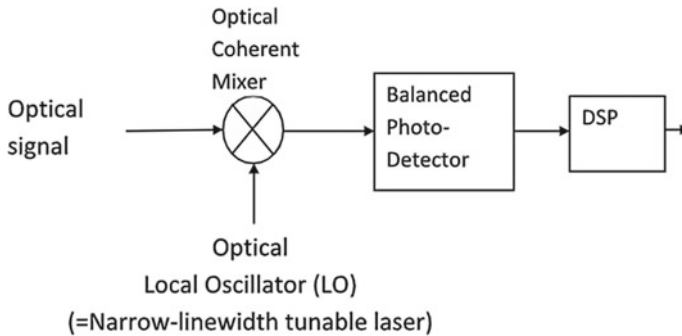 Optical
Coherent
Mixer
Optical
signal
Balanced
Photo-
Detector
DSP
Optical
Local Oscillator (LO)
(=Narrow-linewidth tunable laser)